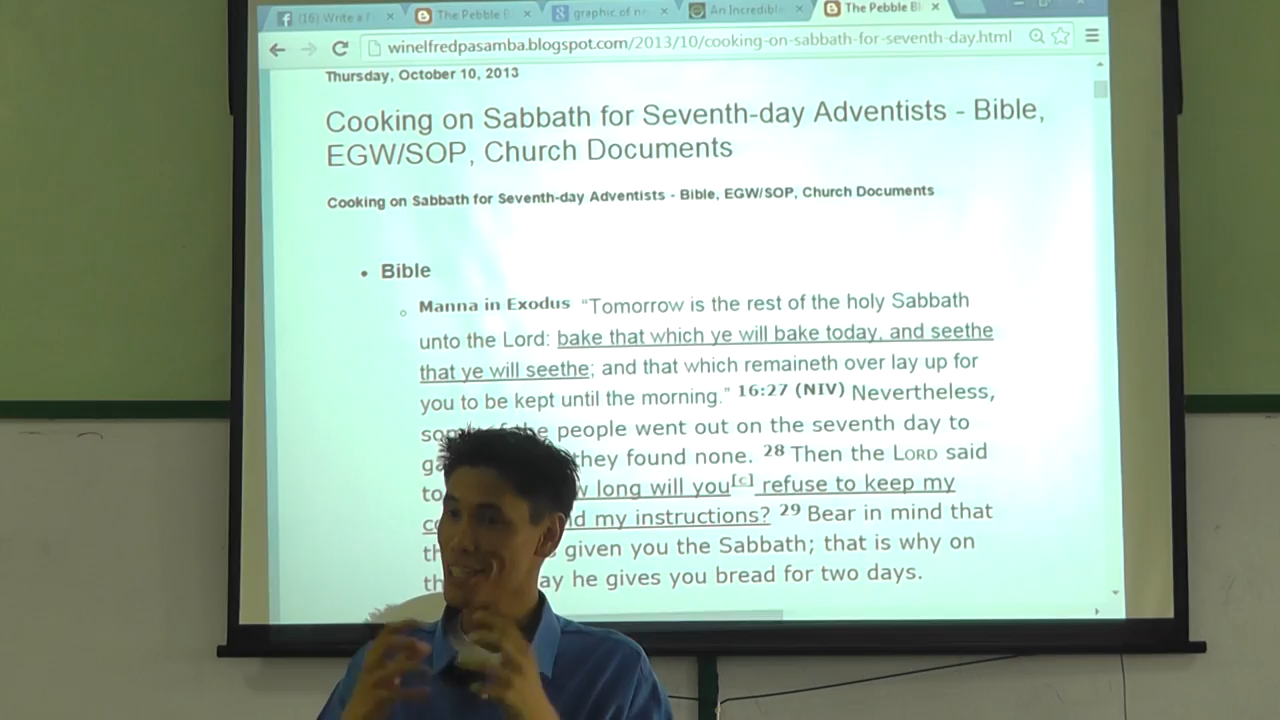 (16) Write a
The Pebble B
graphic of n
An Incredibl
The Pebble Bl
winelfredpasamba.blogspot.com/2013/10/cooking-on-sabbath-for-seventh-day.html
Thursday, October 10, 2013
Cooking on Sabbath for Seventh-day Adventists - Bible,
EGW/SOP, Church Documents
Cooking on Sabbath for Seventh-day Adventists - Bible, EGW/SOP, Church Documents
• Bible
Manna in Exodus “Tomorrow is the rest of the holy Sabbath
unto the Lord: bake that which ye will bake today, and seethe
that ye will seethe; and that which remaineth over lay up for
you to be kept until the morning.” 16:27 (NIV) Nevertheless,
people went out on the seventh day to
they found none. 28 Then the LORD said
to long will you[c] refuse to keep my
my instructions? 29 Bear in mind that
given you the Sabbath; that is why on
he gives you bread for two days.